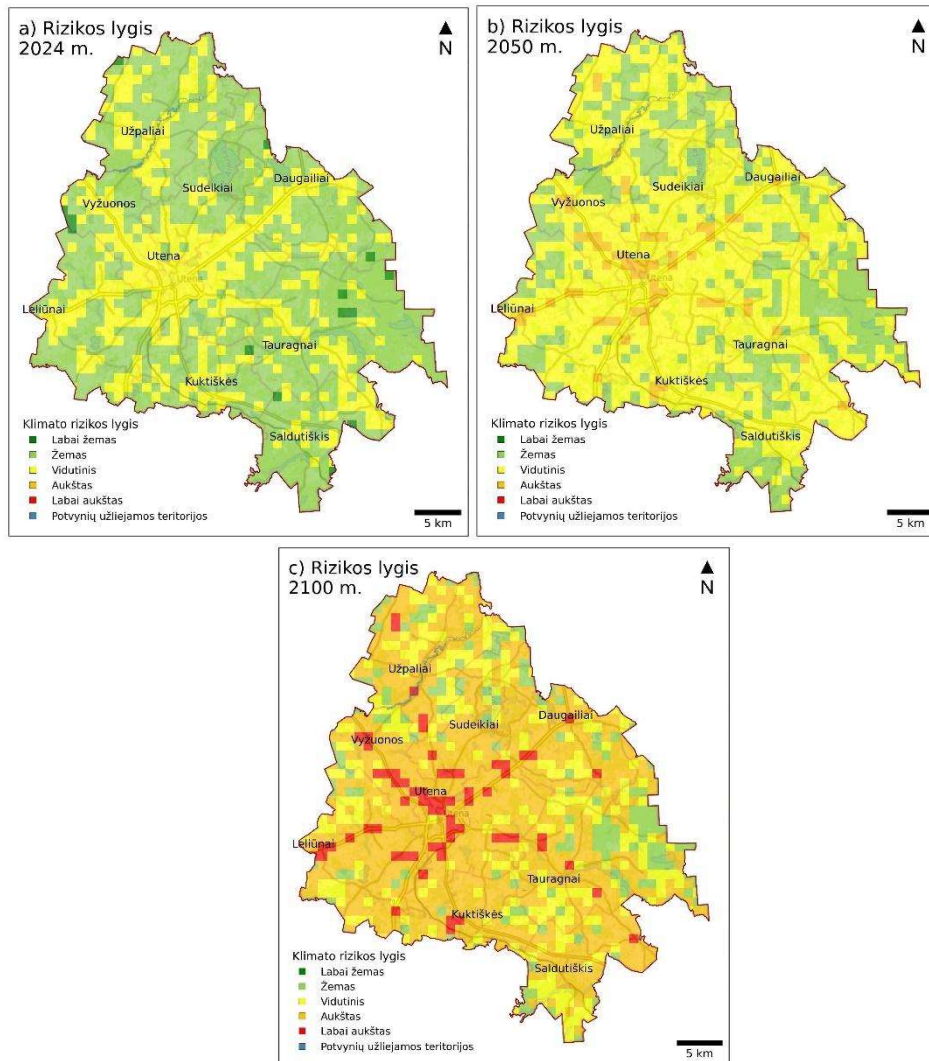 a) Rizikos lygis
2024 m.
N
Užpaliai
Sudeikiai
Daugailiai
Vyžuonos
Utena
Utena
Leliūnai
Tauragnai
Kuktiškės
Saldutiškis
Klimato rizikos lygis
Labai žemas
Žemas
Vidutinis
Aukštas
Labai aukštas
Potvynių užliejamos teritorijos
5 km
b) Rizikos lygis
2050 m.
N
Užpaliai
Sudeikiai
Daugailiai
Vyžuonos
Utena
Utena
Leliūnai
Tauragnai
Kuktiškės
Saldutiškis
Klimato rizikos lygis
Labai žemas
Žemas
Vidutinis
Aukštas
Labai aukštas
Potvynių užliejamos teritorijos
5 km
c) Rizikos lygis
2100 m.
N
Užpaliai
Sudeikiai
Daugailiai
Vyžuonos
Utena
Utena
Leliūnai
Tauragnai
Kuktiškės
Saldutiškis
Klimato rizikos lygis
Labai žemas
Žemas
Vidutinis
Aukštas
Labai aukštas
Potvynių užliejamos teritorijos
5 km